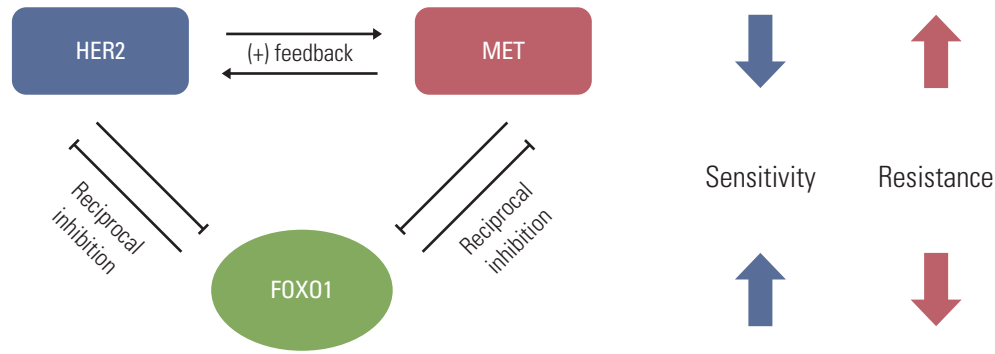 HER2
(+) feedback
MET
Reciprocal
inhibition
Reciprocal
inhibition
FOXO1
Sensitivity
Resistance